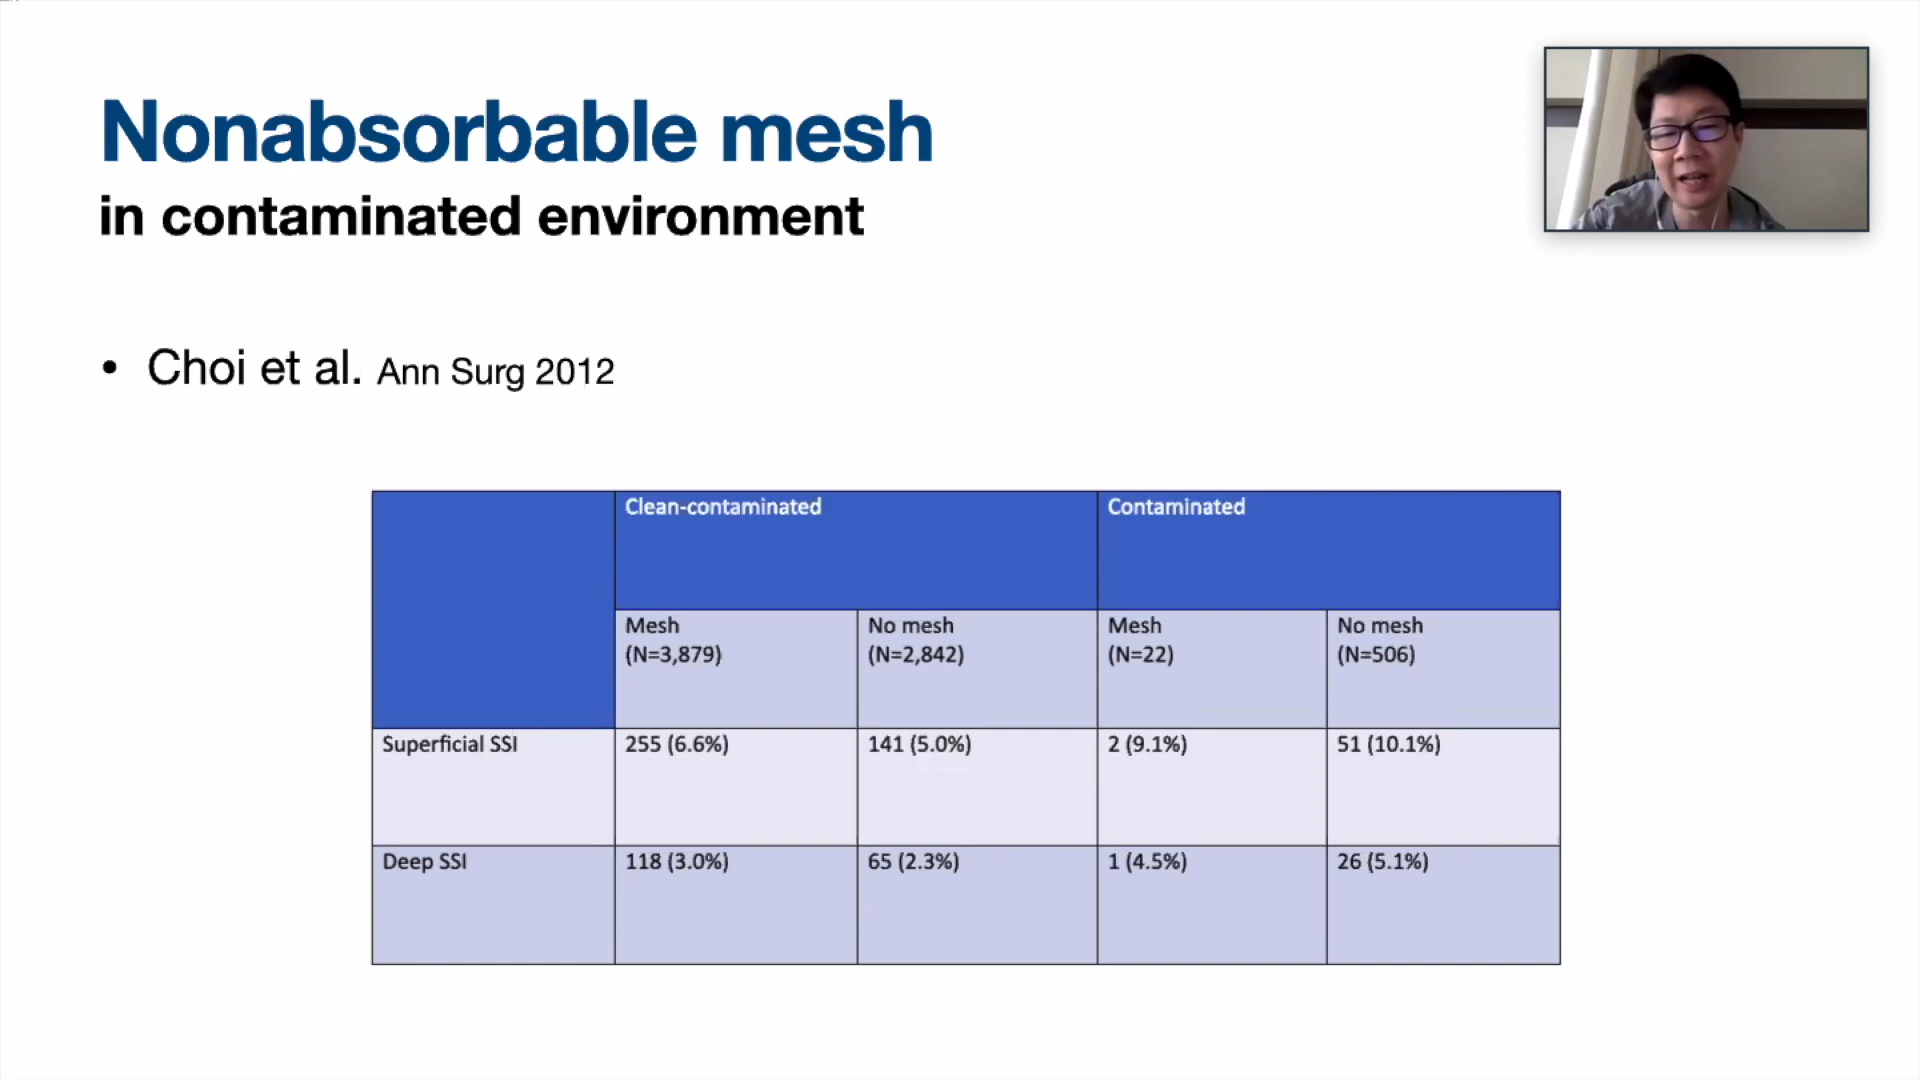 Nonabsorbable mesh
in contaminated environment
• Choi et al. Ann Surg 2012
Clean-contaminated Contaminated
Mesh No mesh Mesh No mesh
(N=3,879) (N=2,842) (N=22) (N=506)
Superficial SSI 255 (6.6%) 141 (5.0%) 2 (9.1%) 51 (10.1%)
Deep SSI 118 (3.0%) 65 (2.3%) 1 (4.5%) 26 (5.1%)